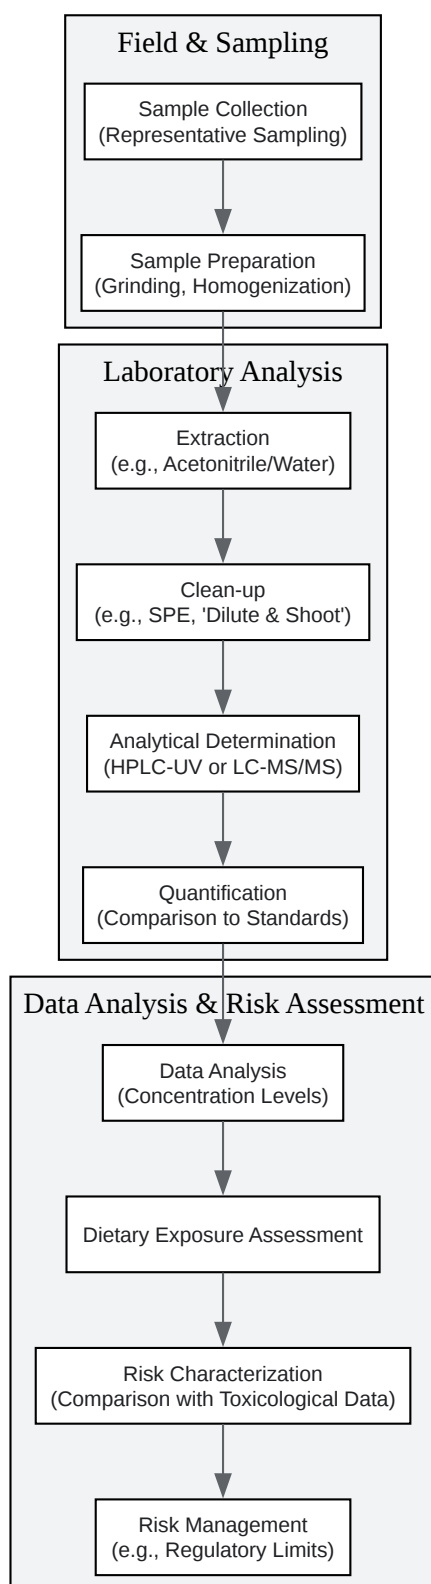 Field & Sampling
Sample Collection
(Representative Sampling)
Sample Preparation
(Grinding, Homogenization)
Laboratory Analysis
Extraction
(e.g., Acetonitrile/Water)
Clean-up
(e.g., SPE, 'Dilute & Shoot')
Analytical Determination
(HPLC-UV or LC-MS/MS)
Quantification
(Comparison to Standards)
Data Analysis & Risk Assessment
Data Analysis
(Concentration Levels)
Dietary Exposure Assessment
Risk Characterization
(Comparison with Toxicological Data)
Risk Management
(e.g., Regulatory Limits)